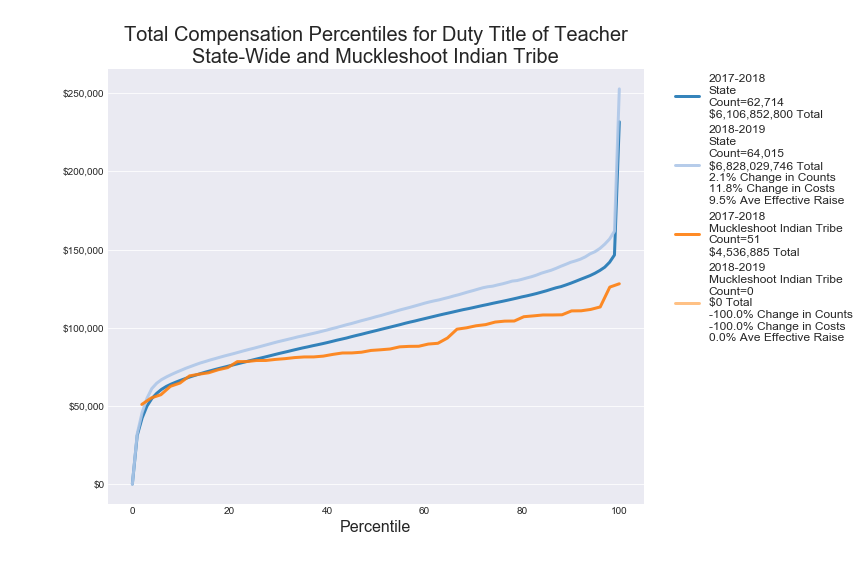 Total Compensation Percentiles for Duty Title of Teacher
State-Wide and Muckleshoot Indian Tribe
$250,000
$200,000
$150,000
$100,000
$50,000
$0
0 20 40 60 80 100
Percentile
2017-2018
State
Count=62,714
$6,106,852,800 Total
2018-2019
State
Count=64,015
$6,828,029,746 Total
2.1% Change in Counts
11.8% Change in Costs
9.5% Ave Effective Raise
2017-2018
Muckleshoot Indian Tribe
Count=51
$4,536,885 Total
2018-2019
Muckleshoot Indian Tribe
Count=0
$0 Total
-100.0% Change in Counts
-100.0% Change in Costs
0.0% Ave Effective Raise